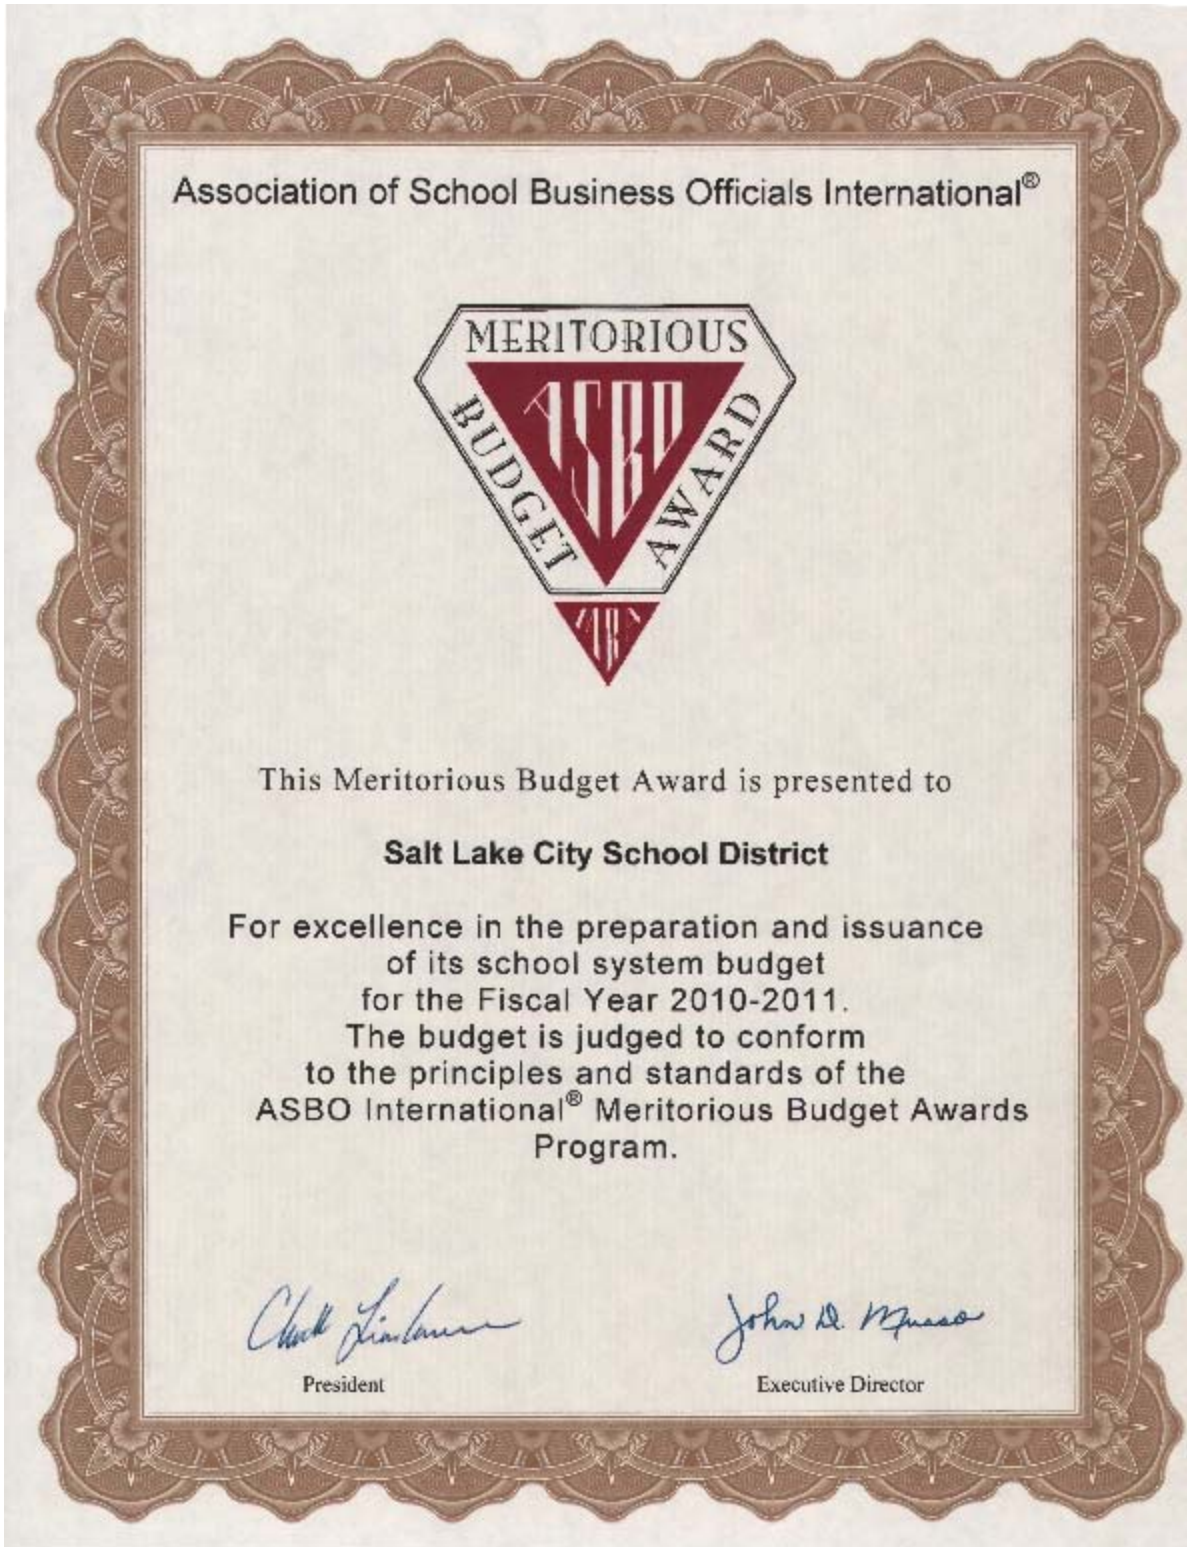 Association of School Business Officials International®
MERITORIOUS
BUDGET
AWARD
ASBO
This Meritorious Budget Award is presented to
Salt Lake City School District
For excellence in the preparation and issuance
of its school system budget
for the Fiscal Year 2010-2011.
The budget is judged to conform
to the principles and standards of the
ASBO International® Meritorious Budget Awards
Program.
John D. Musso
President
Executive Director